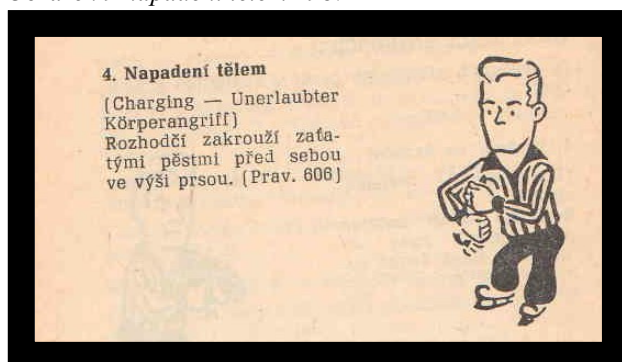 4. Napadení tělem
(Charging — Unerlaubter
Körperangriff)
Rozhodčí zakrouží zaťa-
tými pěstmi před sebou
ve výši prsou. (Prav. 606)